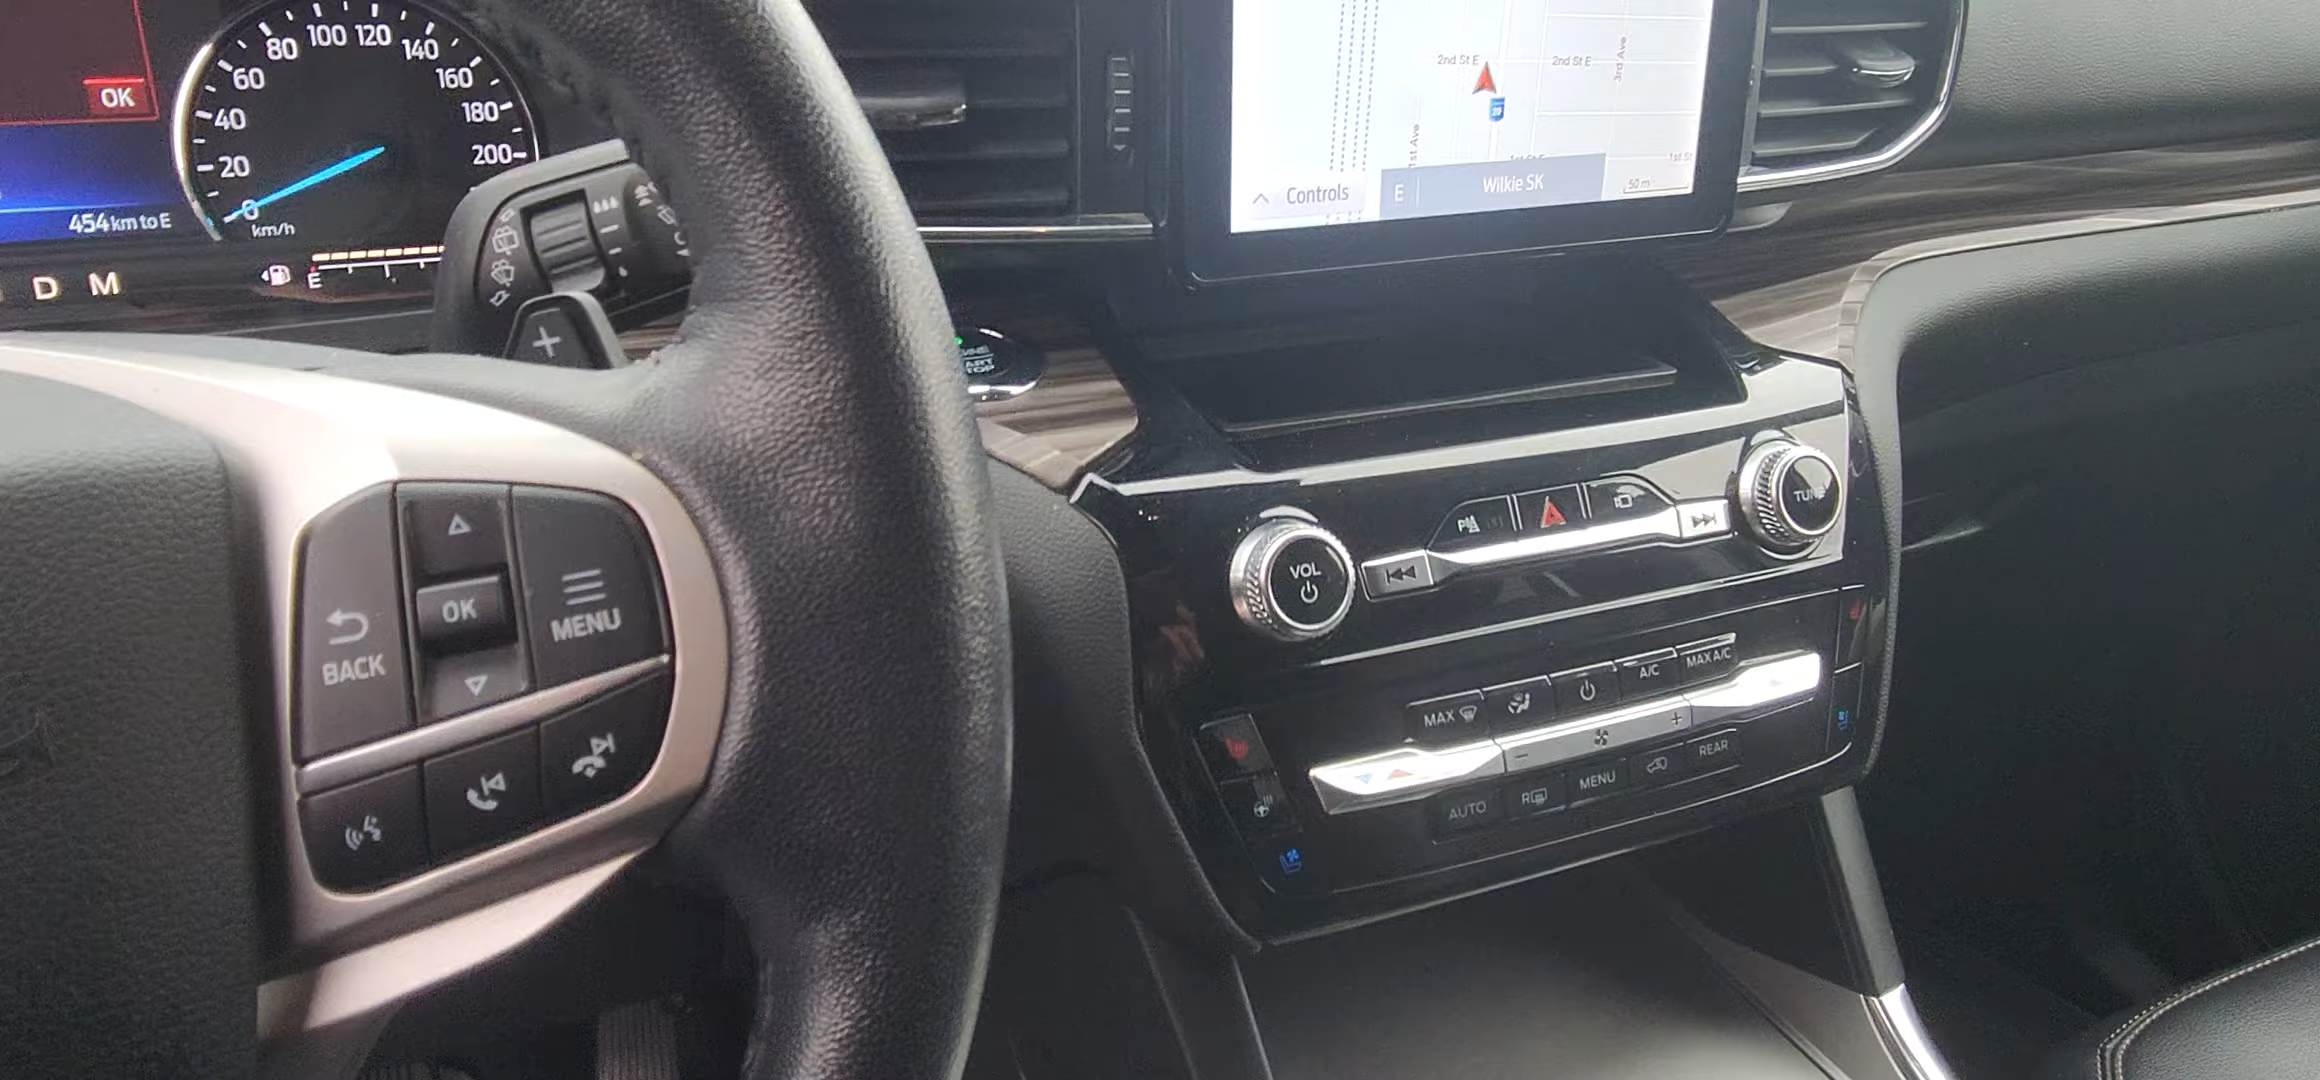 OK
0
20
40
60
80
100
120
140
160
180
200
km/h
454 km to E
D M
E
+
BACK
OK
MENU
2nd St E
2nd St E
3rd Ave
1st Ave
1st St
Controls
E
Wilkie SK
50 m
VOL
TUNE
MAX
A/C
MAX A/C
− +
AUTO
R
MENU
REAR